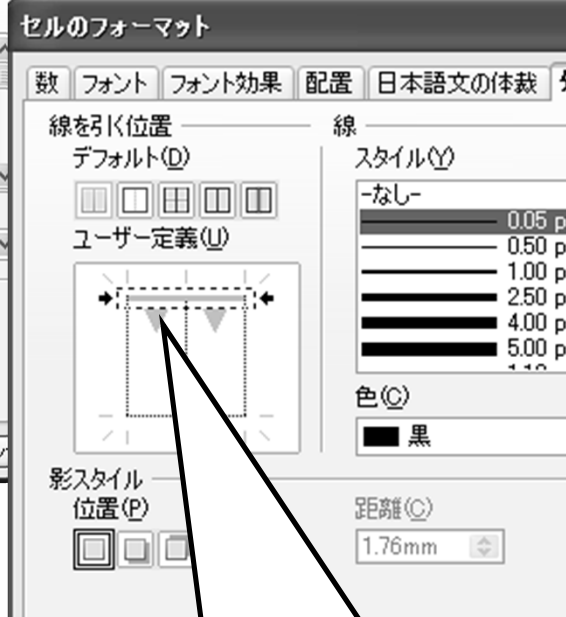 セルのフォーマット
数 フォント フォント効果 配置 日本語文の体裁
線を引く位置
デフォルト(D)
ユーザー定義(U)
線
スタイル(Y)
-なし-
0.05 p
0.50 p
1.00 p
2.50 p
4.00 p
5.00 p
色(C)
黒
影スタイル
位置(P)
距離(C)
1.76mm